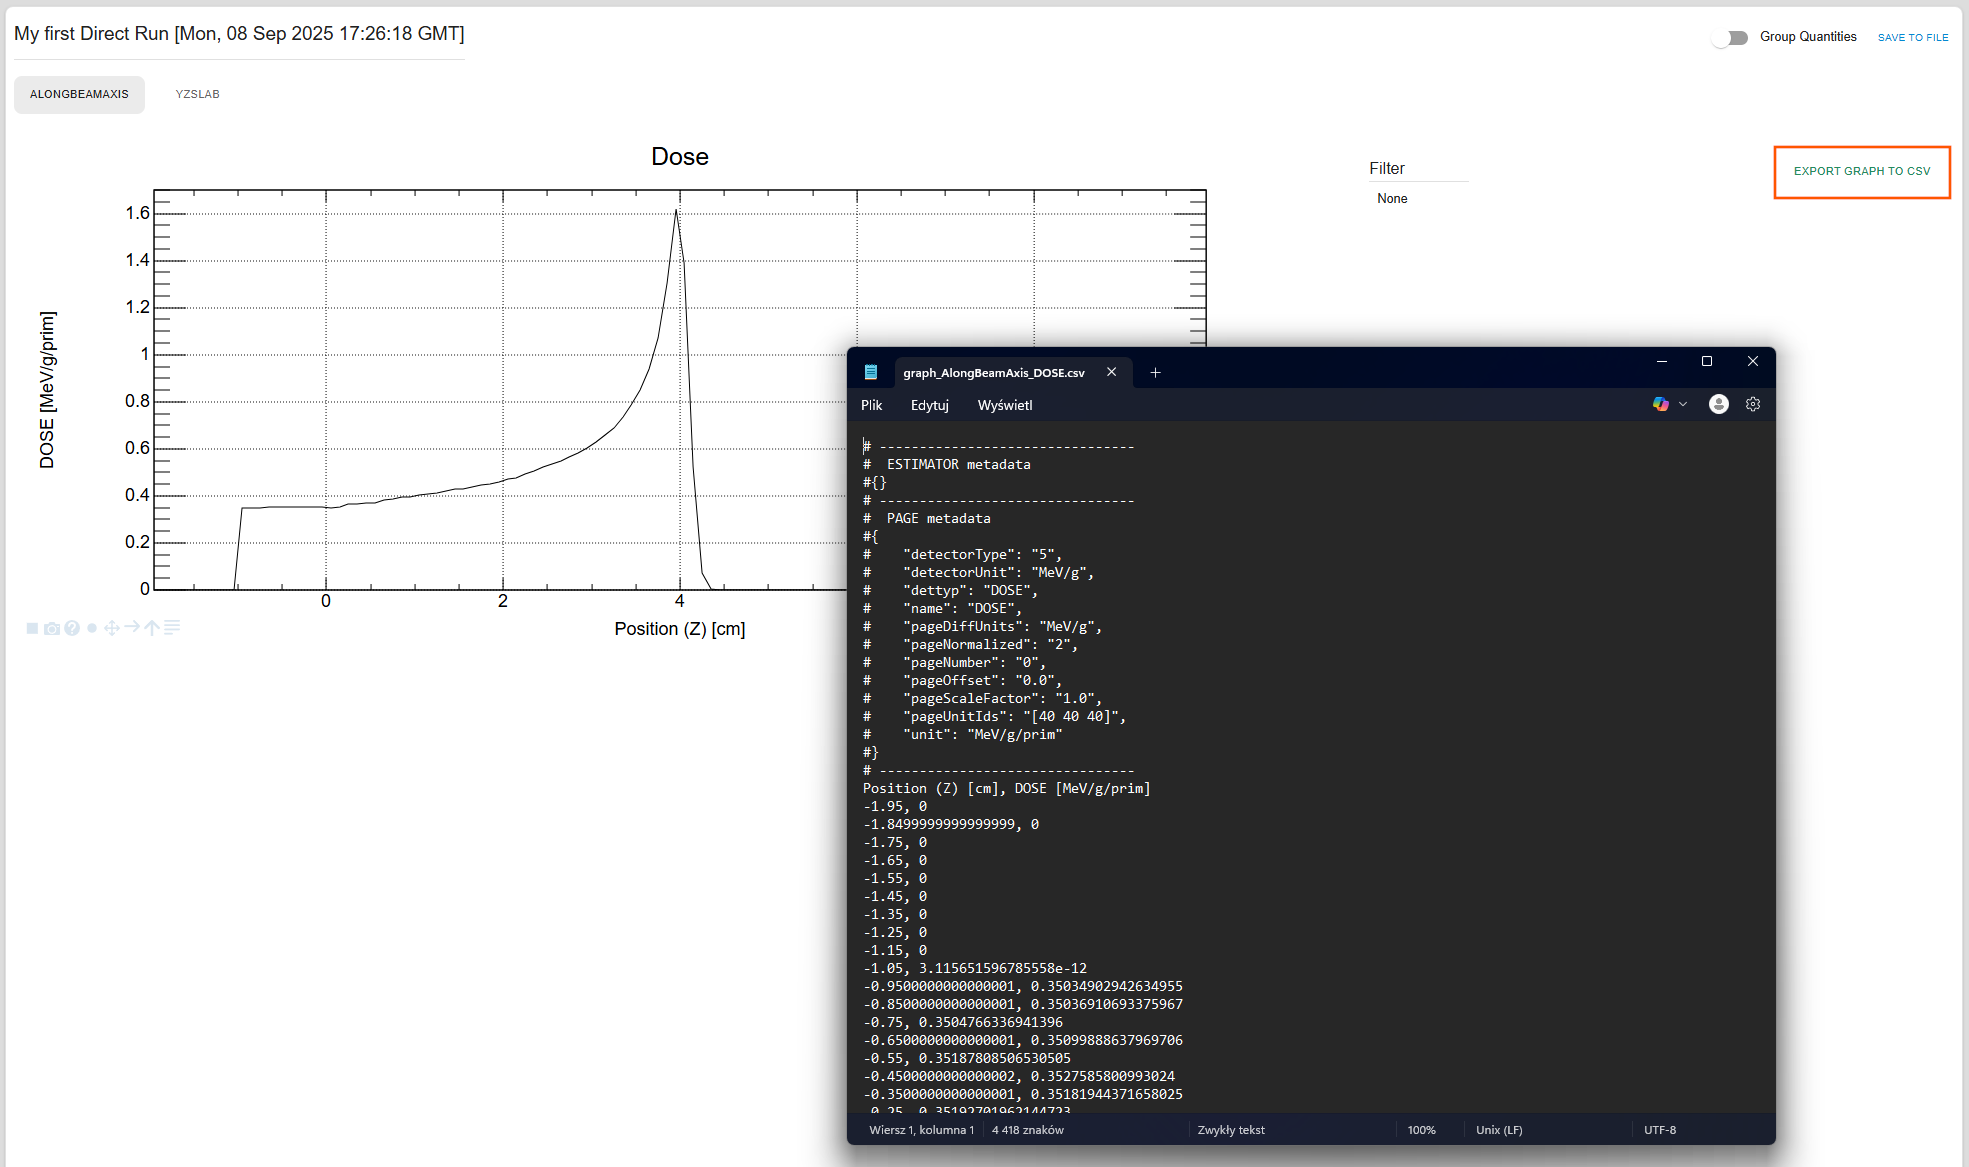 My first Direct Run [Mon, 08 Sep 2025 17:26:18 GMT]
Group Quantities
SAVE TO FILE
ALONGBEAMAXIS
YZSLAB
Dose
Filter
None
EXPORT GRAPH TO CSV
DOSE [MeV/g/prim]
1.6
1.4
1.2
1
0.8
0.6
0.4
0.2
0
0 2 4
Position (Z) [cm]
graph_AlongBeamAxis_DOSE.csv
Plik Edytuj Wyświetl
# --------------------------------
#  ESTIMATOR metadata
#{}
# --------------------------------
#  PAGE metadata
#{
#    "detectorType": "5",
#    "detectorUnit": "MeV/g",
#    "dettyp": "DOSE",
#    "name": "DOSE",
#    "pageDiffUnits": "MeV/g",
#    "pageNormalized": "2",
#    "pageNumber": "0",
#    "pageOffset": "0.0",
#    "pageScaleFactor": "1.0",
#    "pageUnitIds": "[40 40 40]",
#    "unit": "MeV/g/prim"
#}
# --------------------------------
Position (Z) [cm], DOSE [MeV/g/prim]
-1.95, 0
-1.8499999999999999, 0
-1.75, 0
-1.65, 0
-1.55, 0
-1.45, 0
-1.35, 0
-1.25, 0
-1.15, 0
-1.05, 3.115651596785558e-12
-0.9500000000000001, 0.35034902942634955
-0.8500000000000001, 0.35036910693375967
-0.75, 0.3504766336941396
-0.6500000000000001, 0.35099888637969706
-0.55, 0.35187808506530505
-0.4500000000000002, 0.3527585800993024
-0.3500000000000001, 0.35181944371658025
-0.25, 0.35192701962144723
Wiersz 1, kolumna 1
4 418 znaków
Zwykły tekst
100%
Unix (LF)
UTF-8